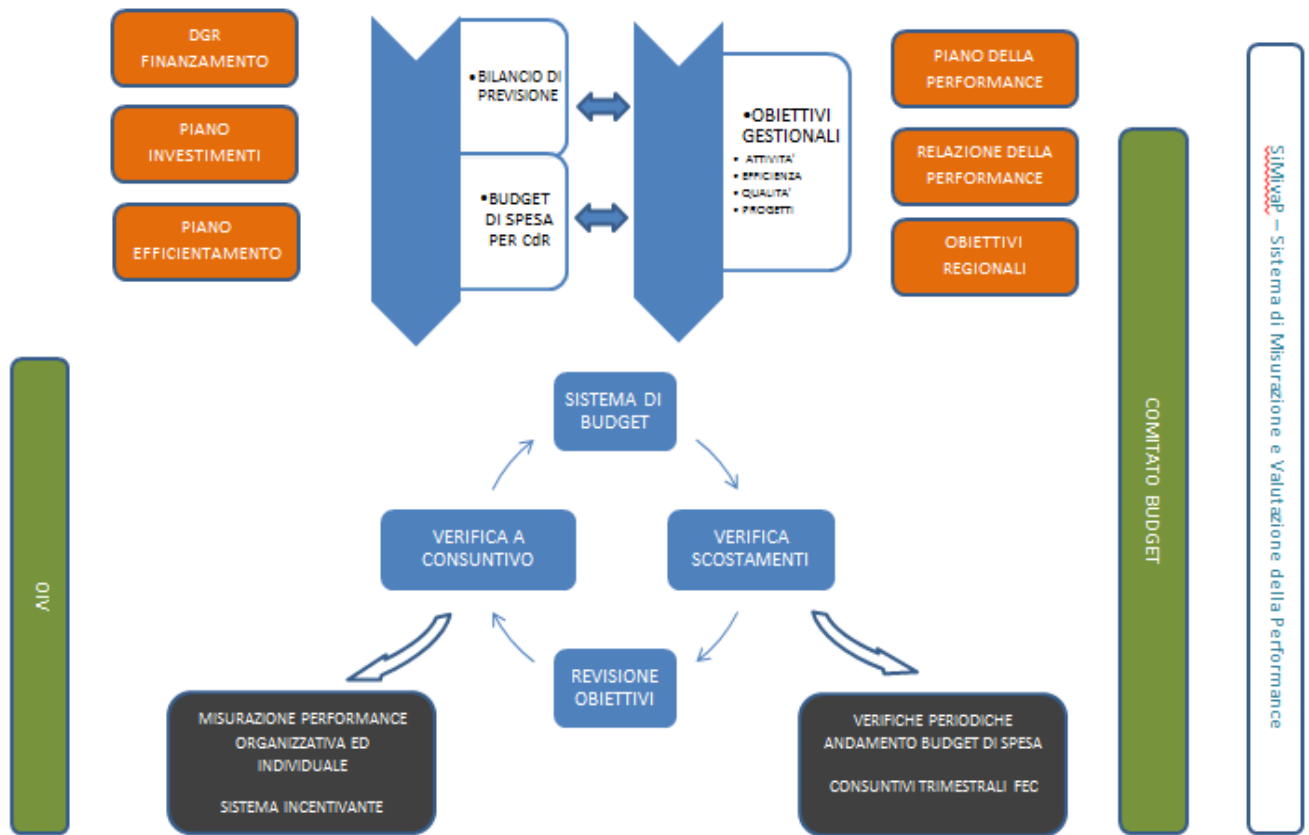 DGR
FINANZAMENTO
PIANO
INVESTIMENTI
PIANO
EFFICIENTAMENTO
•BILANCIO DI
PREVISIONE
•BUDGET
DI SPESA
PER CdR
•OBIETTIVI
GESTIONALI
• ATTIVITA'
• EFFICIENZA
• QUALITA'
• PROGETTI
PIANO DELLA
PERFORMANCE
RELAZIONE DELLA
PERFORMANCE
OBIETTIVI
REGIONALI
SISTEMA DI
BUDGET
VERIFICA A
CONSUNTIVO
VERIFICA
SCOSTAMENTI
REVISIONE
OBIETTIVI
MISURAZIONE PERFORMANCE
ORGANIZZATIVA ED
INDIVIDUALE
SISTEMA INCENTIVANTE
VERIFICHE PERIODICHE
ANDAMENTO BUDGET DI SPESA
CONSUNTIVI TRIMESTRALI FEC
OIV
COMITATO BUDGET
SiMivaP – Sistema di Misurazione e Valutazione della Performance